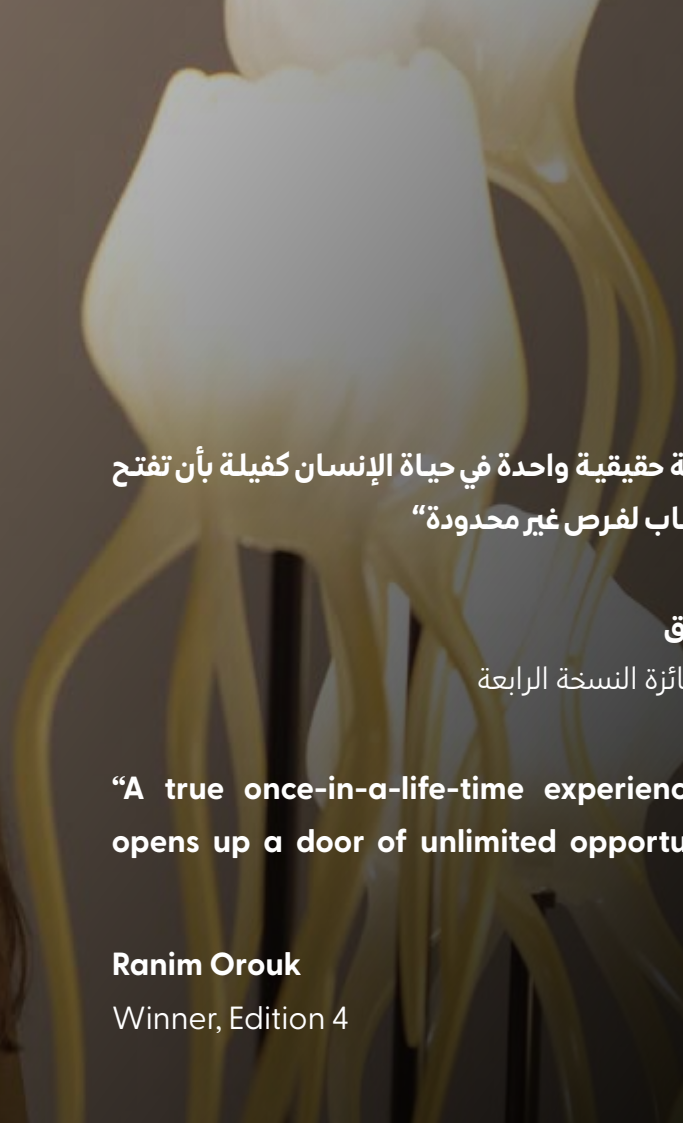 حقيقية واحدة في حياة الإنسان كفيلة بأن تفتح
لفرص غير محدودة“
النسخة الرابعة
“A true once-in-a-life-time
opens up a door of unlimited
Ranim Orouk
Winner, Edition 4